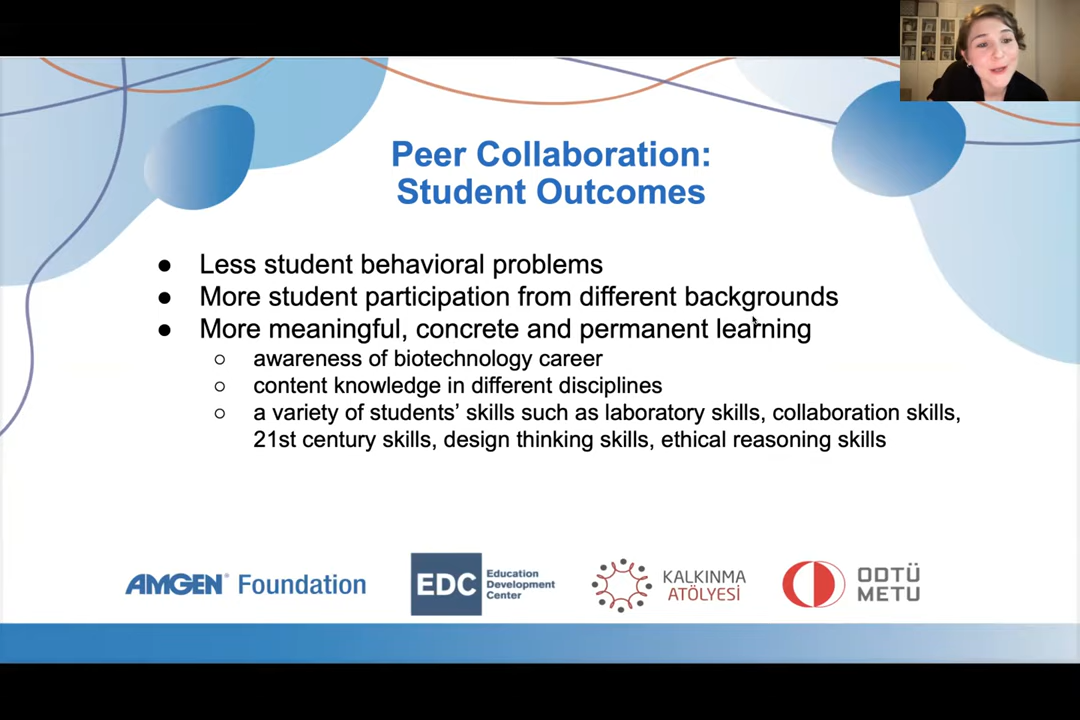 Peer Collaboration:
Student Outcomes
● Less student behavioral problems
● More student participation from different backgrounds
● More meaningful, concrete and permanent learning
○ awareness of biotechnology career
○ content knowledge in different disciplines
○ a variety of students’ skills such as laboratory skills, collaboration skills,
21st century skills, design thinking skills, ethical reasoning skills
AMGEN® Foundation
EDC
Education
Development
Center
KALKINMA
ATÖLYESİ
ODTÜ
METU